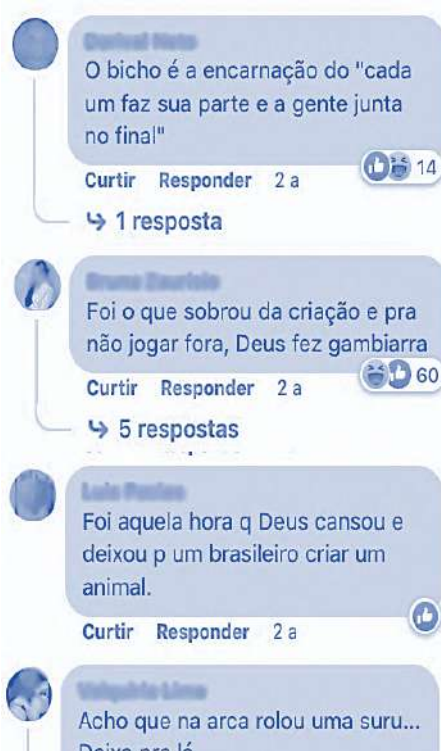 O bicho é a encarnação do "cada
um faz sua parte e a gente junta
no final"
14
Curtir Responder 2 a
1 resposta
Foi o que sobrou da criação e pra
não jogar fora, Deus fez gambiarra
60
Curtir Responder 2 a
5 respostas
Foi aquela hora q Deus cansou e
deixou p um brasileiro criar um
animal.
Curtir Responder 2 a
Acho que na arca rolou uma suru...
Deixa pra lá